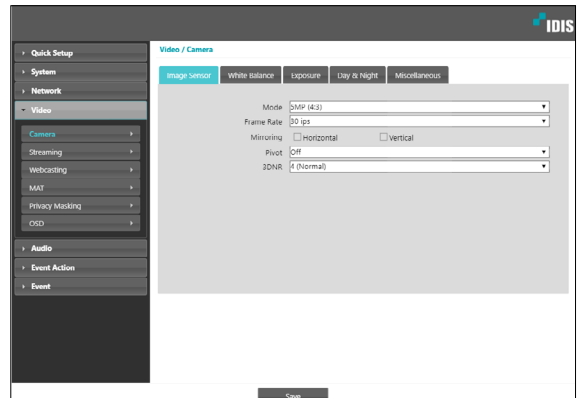 IDIS
Quick Setup
System
Network
Video
Camera
Streaming
Webcasting
MAT
Privacy Masking
OSD
Audio
Event Action
Event
Video / Camera
Image Sensor White Balance Exposure Day & Night Miscellaneous
Mode 5MP (4:3)
Frame Rate 30 ips
Mirroring Horizontal Vertical
Pivot Off
3DNR 4 (Normal)
Save